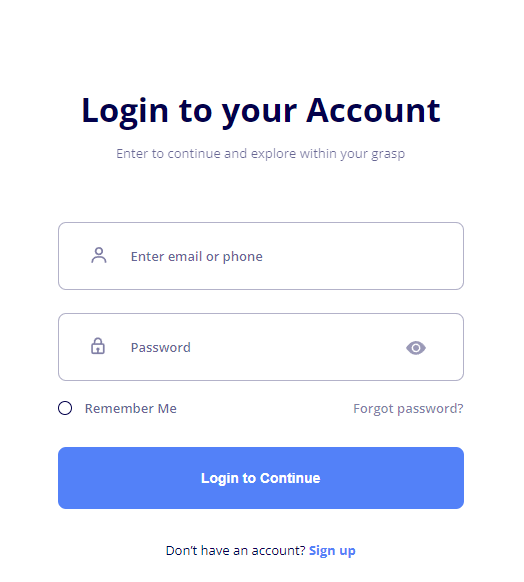 Login to your Account
Enter to continue and explore within your grasp
Enter email or phone
Password
Remember Me Forgot password?
Login to Continue
Don't have an account? Sign up